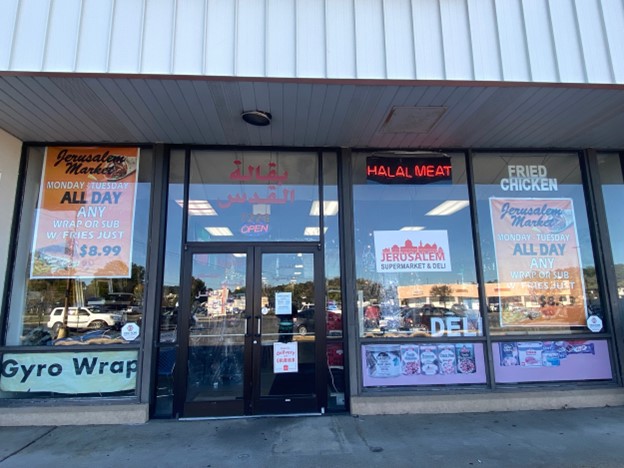 Jerusalem
Market
MONDAY - TUESDAY
ALL DAY
ANY
WRAP OR SUB
W/FRIES JUST
$8.99
Gyro Wrap
بقالة
القدس
OPEN
HALAL MEAT
JERUSALEM
SUPERMARKET & DELI
DELI
FRIED
CHICKEN
Jerusalem
Market
MONDAY - TUESDAY
ALL DAY
ANY
WRAP OR SUB
W/FRIES JUST